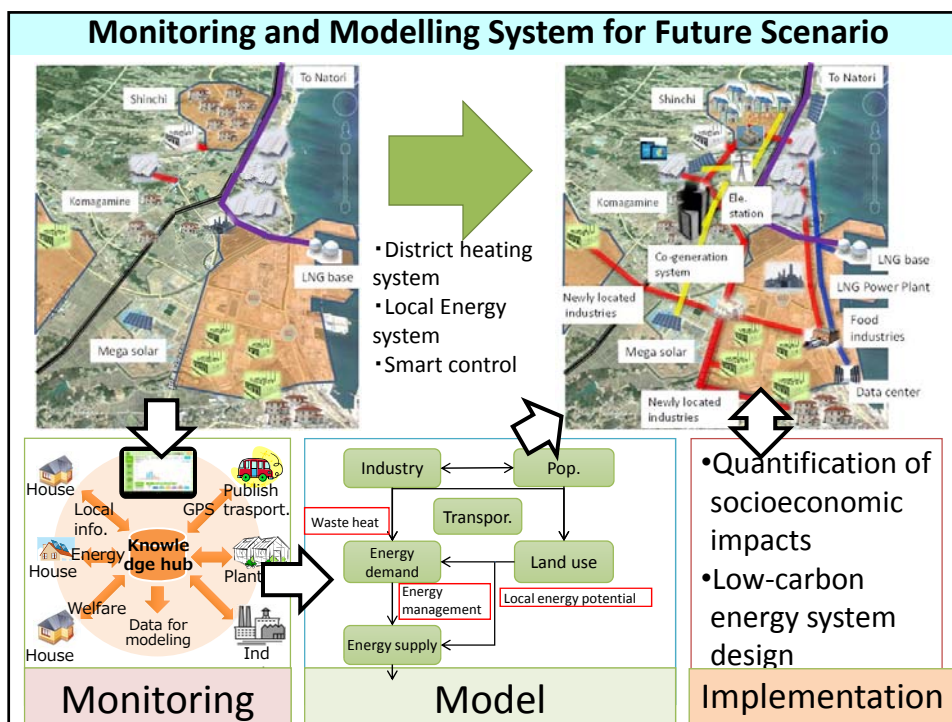 Monitoring and Modelling System for Future Scenario
To Natori
Shinchi
Komagamine
LNG base
Mega solar
・District heating
system
・Local Energy
system
・Smart control
To Natori
Shinchi
Komagamine
Ele.
station
Co-generation
system
LNG base
LNG Power Plant
Newly located
industries
Food
industries
Mega solar
Data center
Newly located
industries
House
Local
info.
GPS
Publish
trasport.
House
Energy
Knowle
dge hub
Plant
Welfare
House
Data for
modeling
Ind
Monitoring
Industry
Pop.
Waste heat
Transpor.
Energy
demand
Land use
Energy
management
Local energy potential
Energy supply
Model
•Quantification of
socioeconomic
impacts
•Low-carbon
energy system
design
Implementation